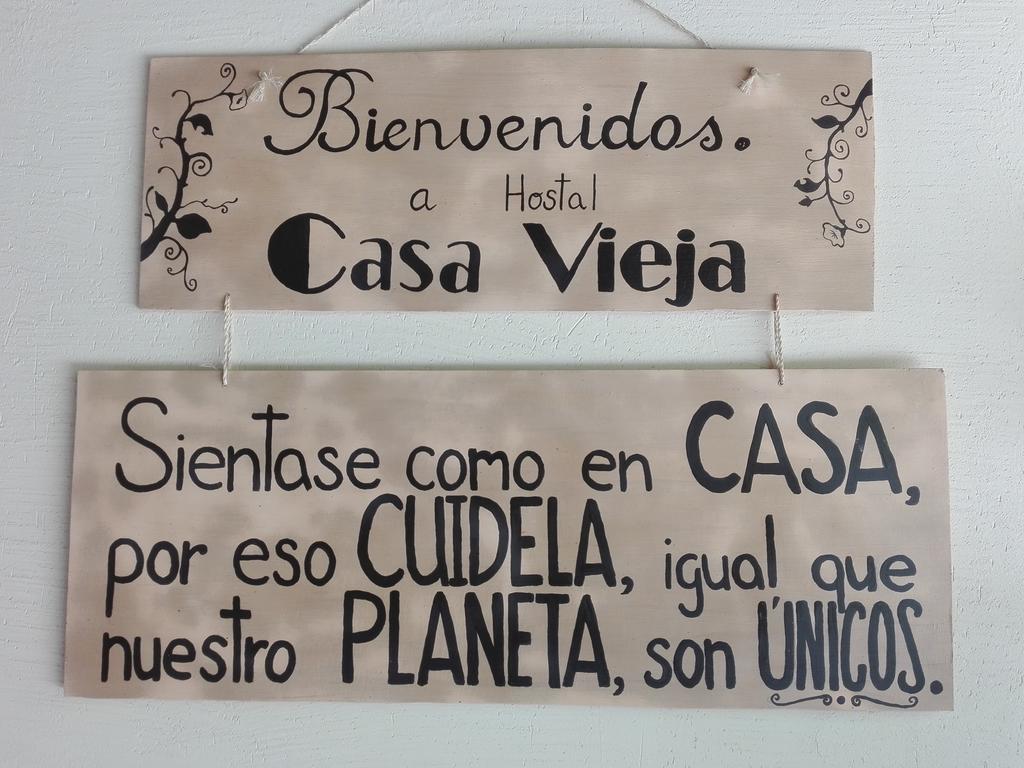 Bienvenidos.
a Hostal
Casa Vieja
Sientase como en CASA,
por eso CUIDELA, igual que
nuestro PLANETA, son ÚNICOS.